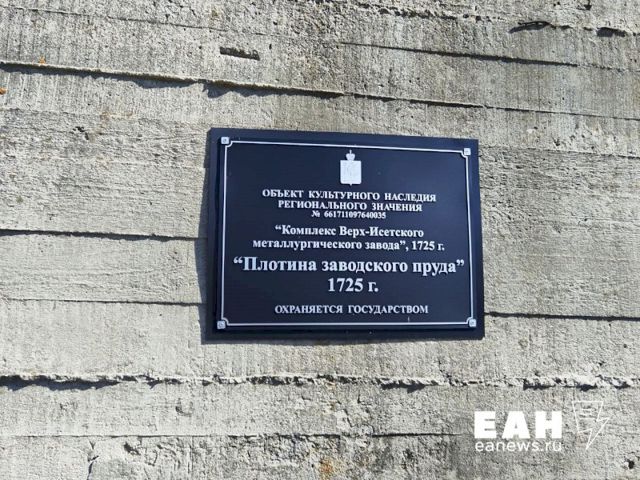 ОБЪЕКТ КУЛЬТУРНОГО НАСЛЕДИЯ
РЕГИОНАЛЬНОГО ЗНАЧЕНИЯ
№ 661711097640035
“Комплекс Верх-Исетского
металлургического завода”, 1725 г.
“Плотина заводского пруда”
1725 г.
ОХРАНЯЕТСЯ ГОСУДАРСТВОМ
ЕАН
eanews.ru